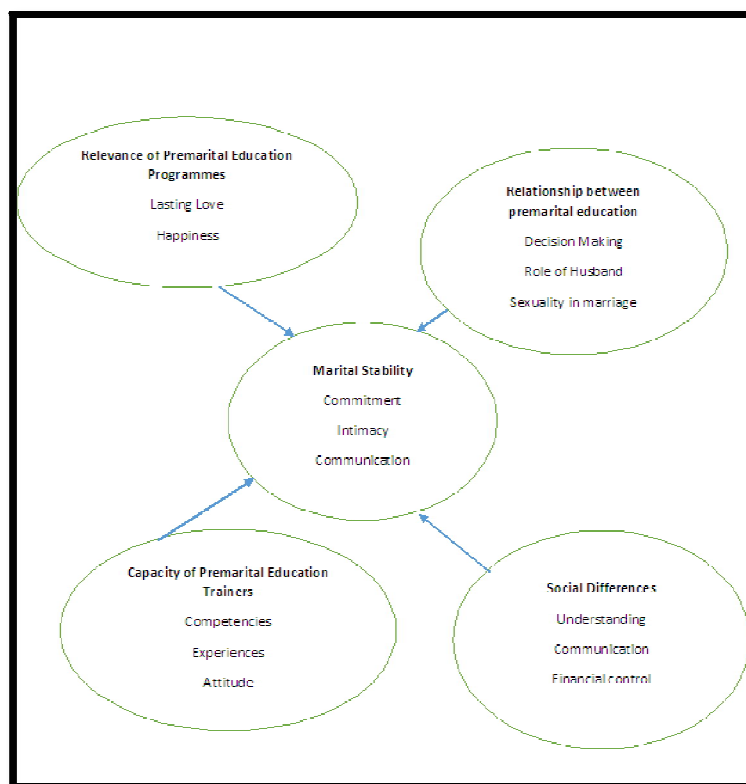 Relevance of Premarital Education
Programmes
Lasting Love
Happiness
Relationship between
premarital education
Decision Making
Role of Husband
Sexuality in marriage
Marital Stability
Commitment
Intimacy
Communication
Capacity of Premarital Education
Trainers
Competencies
Experiences
Attitude
Social Differences
Understanding
Communication
Financial control